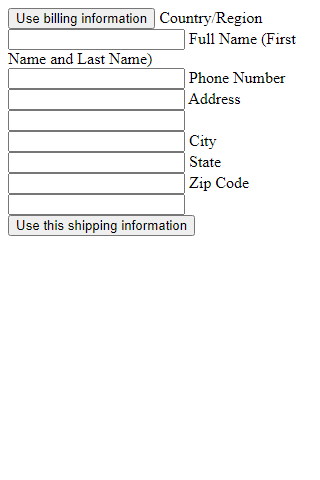 Use billing information Country/Region
Full Name (First
Name and Last Name)
Phone Number
Address
City
State
Zip Code
Use this shipping information